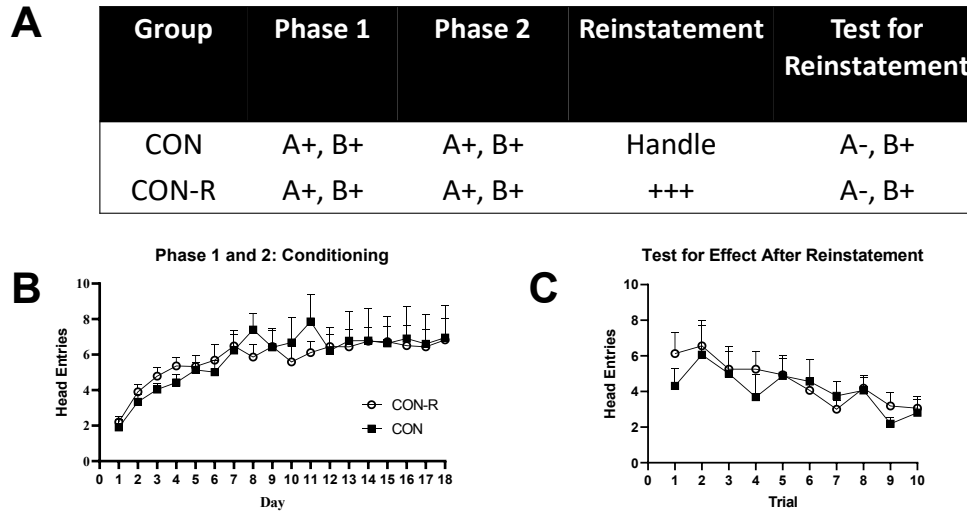 A
Group Phase 1 Phase 2 Reinstatement Test for
Reinstatement
CON A+, B+ A+, B+ Handle A-, B+
CON-R A+, B+ A+, B+ +++ A-, B+
B
Phase 1 and 2: Conditioning
10
8
6
4
2
0
Head Entries
0 1 2 3 4 5 6 7 8 9 10 11 12 13 14 15 16 17 18
Day
CON-R
CON
C
Test for Effect After Reinstatement
10
8
6
4
2
0
Head Entries
0 1 2 3 4 5 6 7 8 9 10
Trial